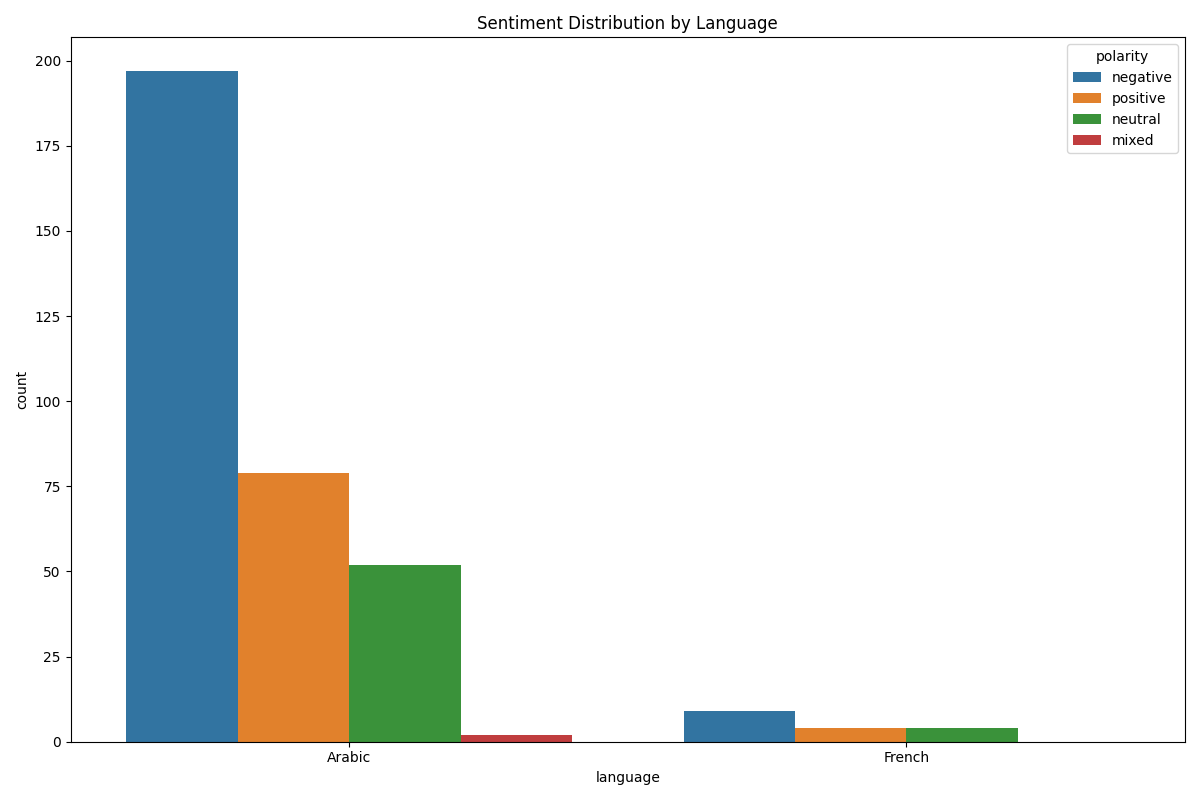 Sentiment Distribution by Language
polarity
negative
positive
neutral
mixed
count
200
175
150
125
100
75
50
25
0
Arabic
French
language